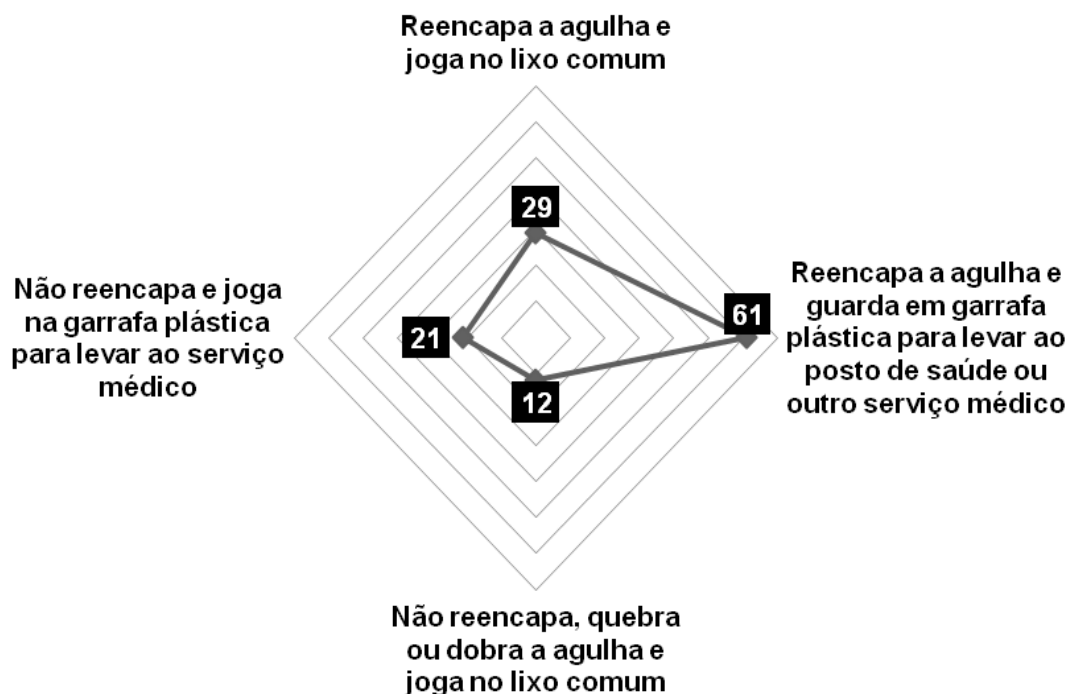 Reencapa a agulha e
joga no lixo comum
29
Reencapa a agulha e
guarda em garrafa
plástica para levar ao
posto de saúde ou
outro serviço médico
61
Não reencapa e joga
na garrafa plástica
para levar ao serviço
médico
21
12
Não reencapa, quebra
ou dobra a agulha e
joga no lixo comum